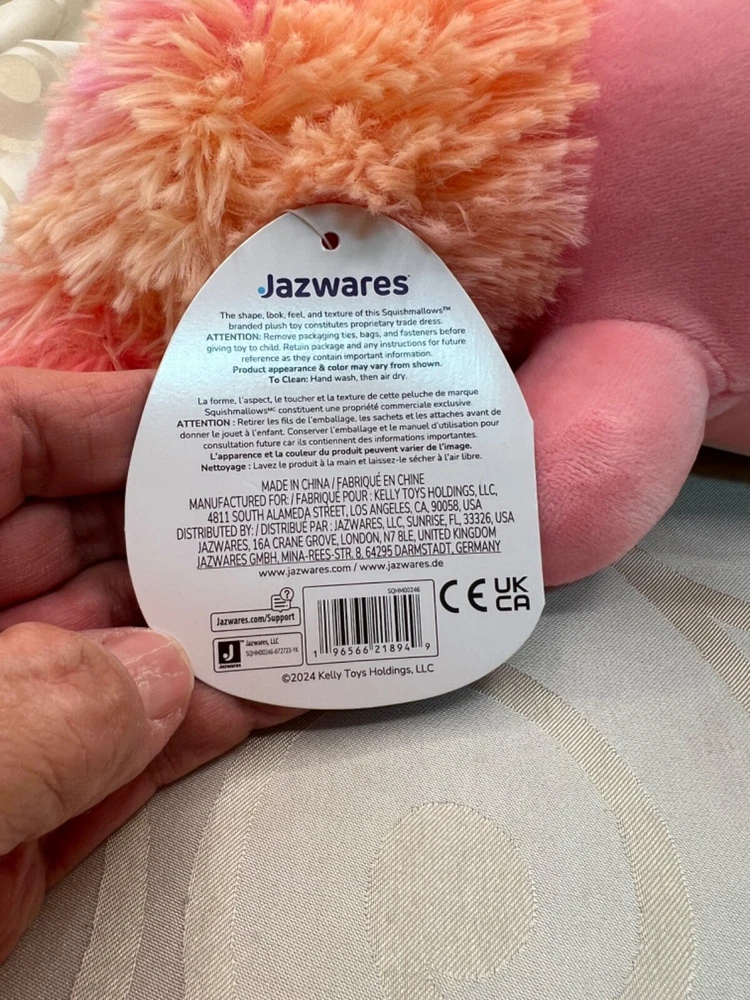 Jazwares
The shape, look, feel, and texture of this Squishmallows™
branded plush toy constitutes proprietary trade dress.
ATTENTION: Remove packaging ties, bags, and fasteners before
giving toy to child. Retain package and any instructions for future
reference as they contain important information.
Product appearance & color may vary from shown.
To Clean: Hand wash, then air dry.
La forme, l'aspect, le toucher et la texture de cette peluche de marque
Squishmallowsᴹᶜ constituent une propriété commerciale exclusive.
ATTENTION : Retirer les fils de l'emballage, les sachets et les attaches avant de
donner le jouet à l'enfant. Conserver l'emballage et le manuel d'utilisation pour
consultation future car ils contiennent des informations importantes.
L'apparence et la couleur du produit peuvent varier de l'image.
Nettoyage : Lavez le produit à la main et laissez-le sécher à l'air libre.
MADE IN CHINA / FABRIQUÉ EN CHINE
MANUFACTURED FOR: / FABRIQUÉ POUR : KELLY TOYS HOLDINGS, LLC,
4811 SOUTH ALAMEDA STREET, LOS ANGELES, CA, 90058, USA
DISTRIBUTED BY: / DISTRIBUÉ PAR : JAZWARES, LLC, SUNRISE, FL, 33326, USA
JAZWARES, 16A CRANE GROVE, LONDON, N7 8LE, UNITED KINGDOM
JAZWARES GMBH, MINA-REES-STR. 8, 64295 DARMSTADT, GERMANY
www.jazwares.com / www.jazwares.de
?
Jazwares.com/Support
J
Jazwares
Jazwares, LLC
SQHM00246-072723-YK
SQHM00246
1 96566 21894 9
CE UK
CA
©2024 Kelly Toys Holdings, LLC